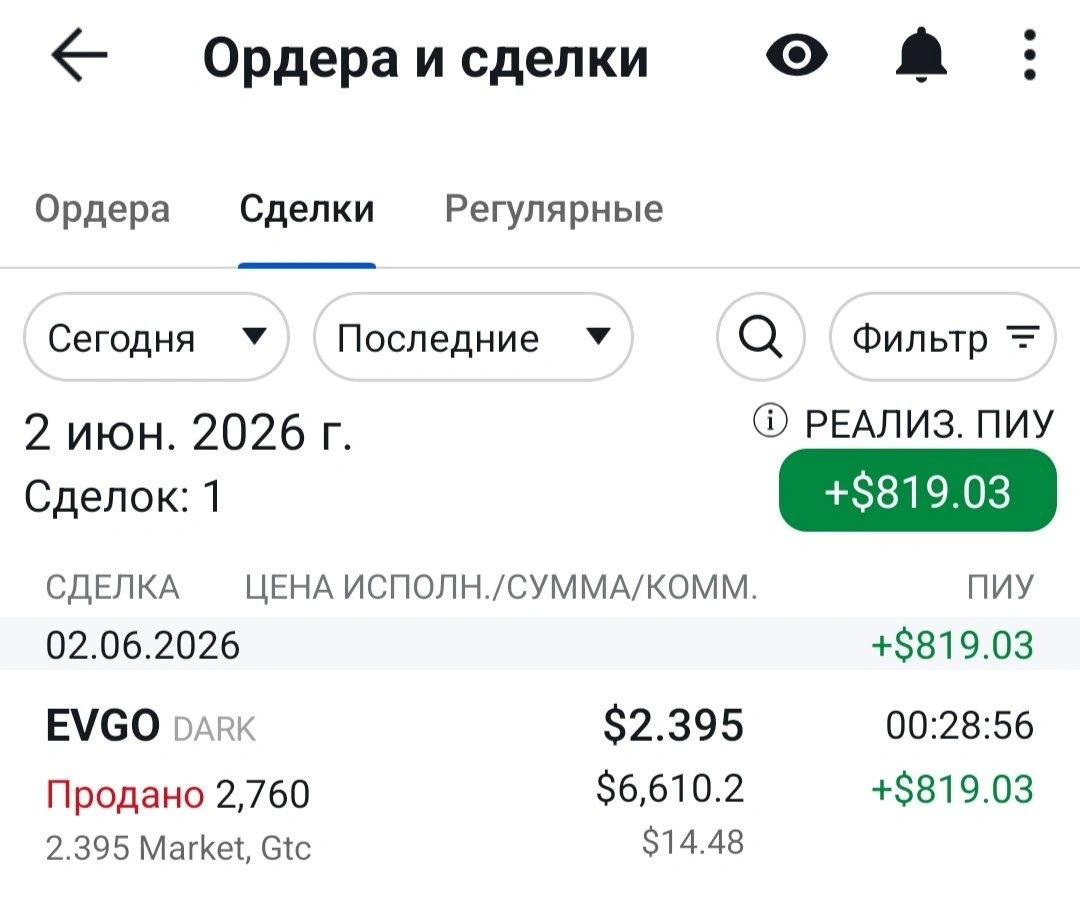 Ордера и сделки
Ордера Сделки Регулярные
Сегодня Последние Фильтр
2 июн. 2026 г. РЕАЛИЗ. ПИУ
Сделок: 1 +$819.03
СДЕЛКА ЦЕНА ИСПОЛН./СУММА/КОММ. ПИУ
02.06.2026 +$819.03
EVGO DARK $2.395 00:28:56
Продано 2,760 $6,610.2 +$819.03
2.395 Market, Gtc $14.48